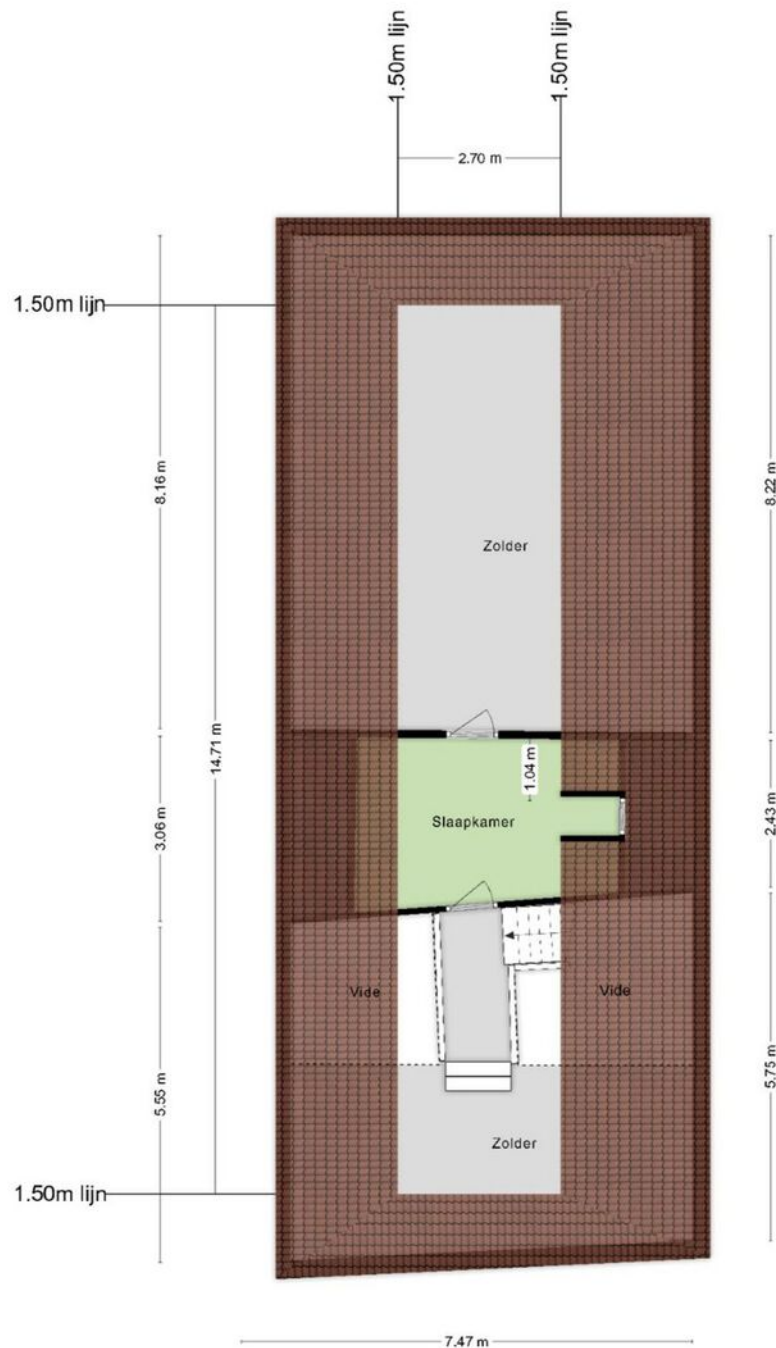 1.50m lijn
1.50m lijn
2.70 m
1.50m lijn
8.16 m
8.22 m
Zolder
14.71 m
1.04 m
3.06 m
Slaapkamer
2.43 m
Vide
Vide
5.55 m
5.75 m
Zolder
1.50m lijn
7.47 m